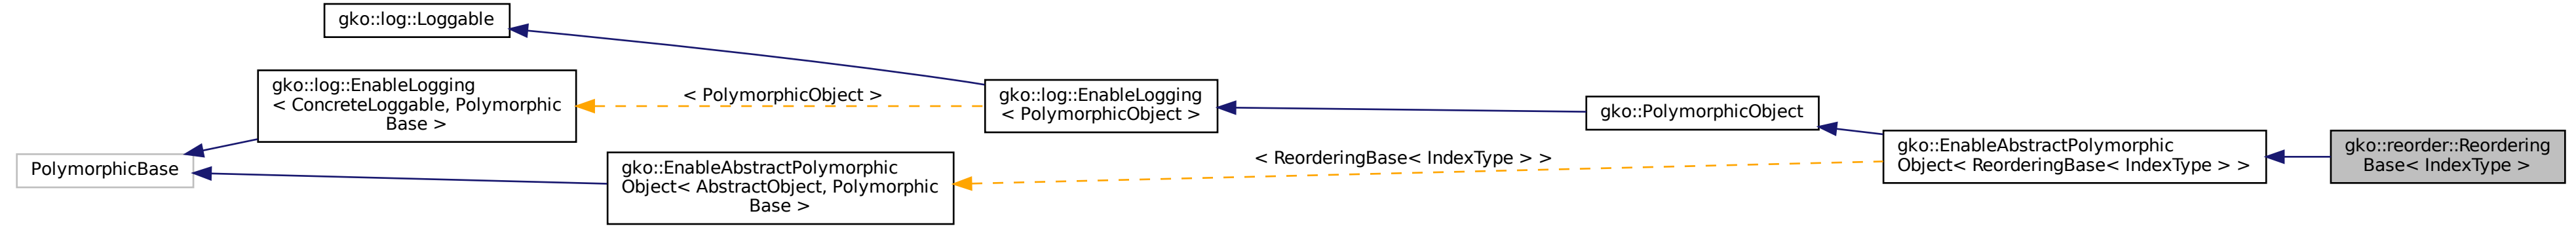 gko::log::Loggable
gko::log::EnableLogging
< ConcreteLoggable, Polymorphic
Base >
PolymorphicBase
< PolymorphicObject >
gko::EnableAbstractPolymorphic
Object< AbstractObject, Polymorphic
Base >
gko::log::EnableLogging
< PolymorphicObject >
< ReorderingBase< IndexType > >
gko::PolymorphicObject
gko::EnableAbstractPolymorphic
Object< ReorderingBase< IndexType > >
gko::reorder::Reordering
Base< IndexType >